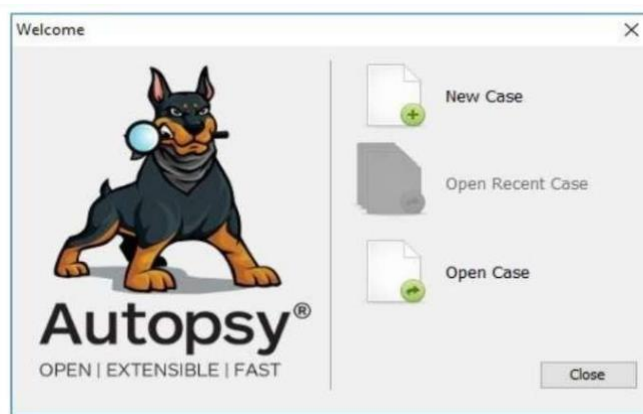 Welcome
New Case
Open Recent Case
Open Case
Autopsy®
OPEN | EXTENSIBLE | FAST
Close